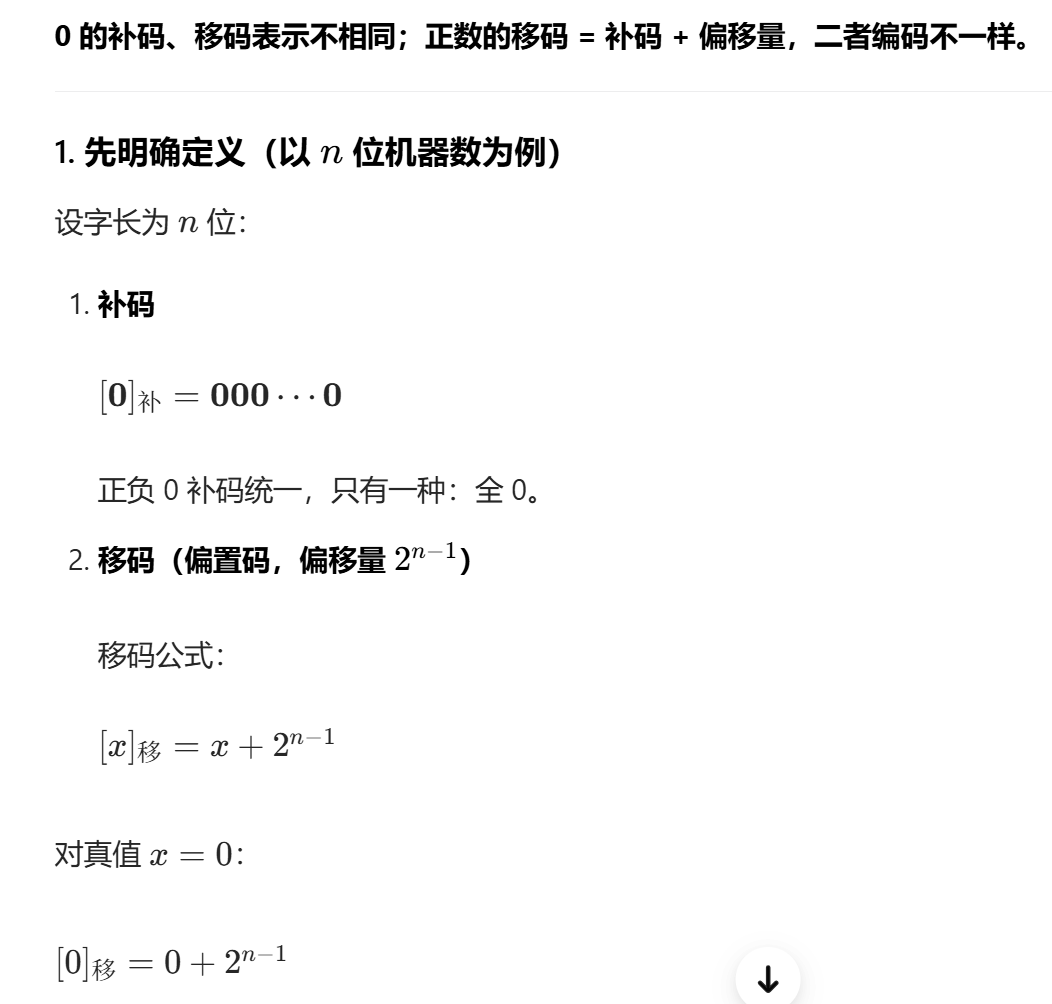 0 的补码、移码表示不相同；正数的移码 = 补码 + 偏移量，二者编码不一样。
1. 先明确定义（以 n 位机器数为例）
设字长为 n 位：
1. 补码
[0]补 = 000⋯0
正负 0 补码统一，只有一种：全 0。
2. 移码（偏置码，偏移量 2^{n−1}）
移码公式：
[x]移 = x + 2^{n−1}
对真值 x = 0：
[0]移 = 0 + 2^{n−1}